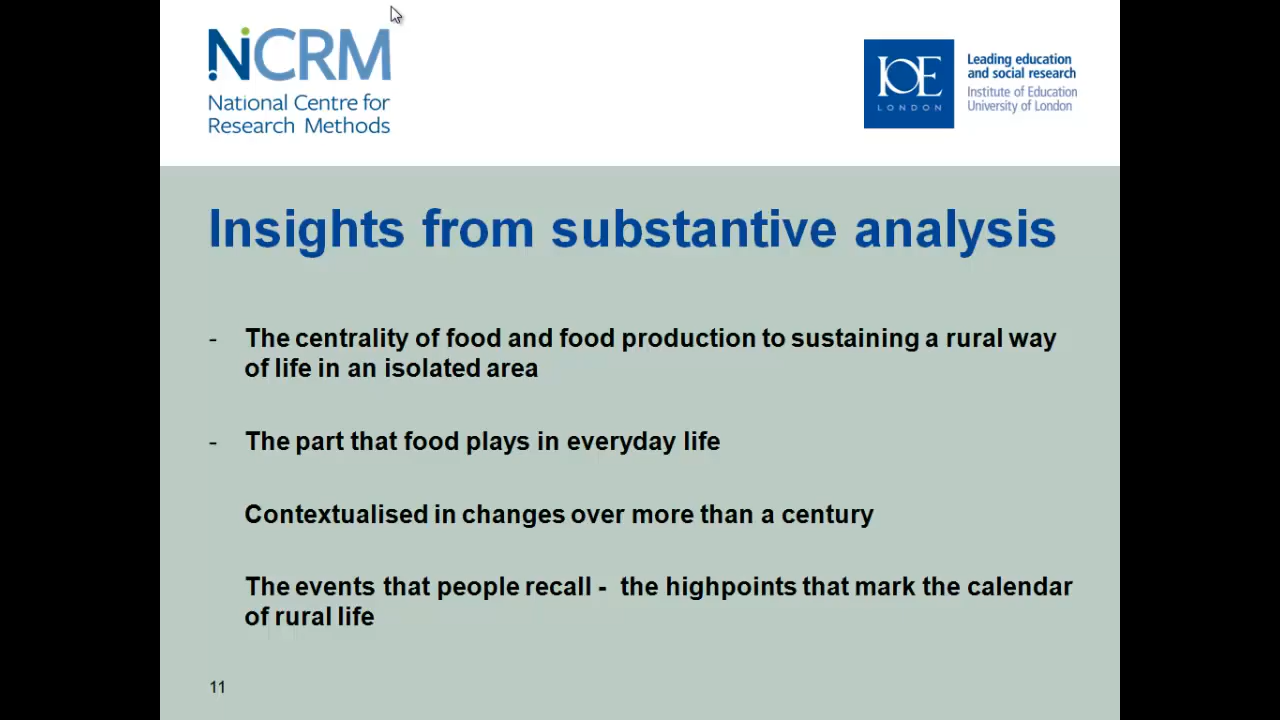 NCRM
National Centre for
Research Methods
IOE
LONDON
Leading education
and social research
Institute of Education
University of London
Insights from substantive analysis
- The centrality of food and food production to sustaining a rural way
of life in an isolated area
- The part that food plays in everyday life
Contextualised in changes over more than a century
The events that people recall - the highpoints that mark the calendar
of rural life
11